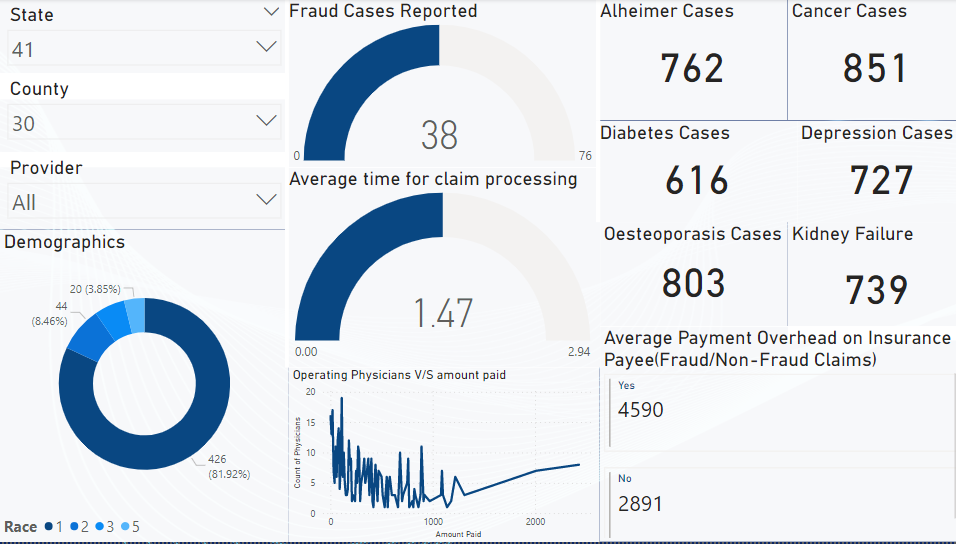 State
41
County
30
Provider
All
Demographics
20 (3.85%)
44
(8.46%)
426
(81.92%)
Race 1 2 3 5
Fraud Cases Reported
38
0
76
Average time for claim processing
1.47
0.00
2.94
Operating Physicians V/S amount paid
Count of Physicians
20
15
10
5
0
0
1000
2000
Amount Paid
Alheimer Cases
762
Cancer Cases
851
Diabetes Cases
616
Depression Cases
727
Oesteoporasis Cases
803
Kidney Failure
739
Average Payment Overhead on Insurance
Payee(Fraud/Non-Fraud Claims)
Yes
4590
No
2891